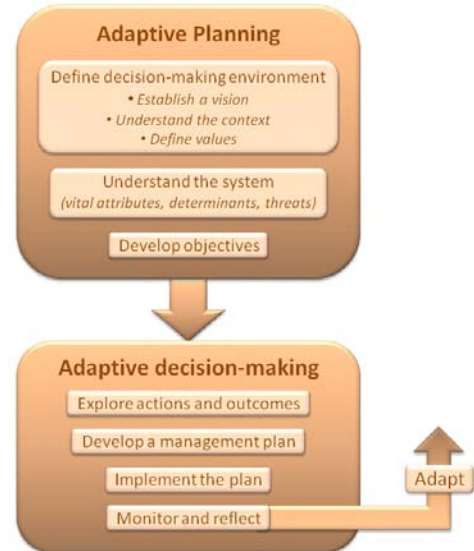 Adaptive Planning
Define decision-making environment
• Establish a vision
• Understand the context
• Define values
Understand the system
(vital attributes, determinants, threats)
Develop objectives
Adaptive decision-making
Explore actions and outcomes
Develop a management plan
Implement the plan
Monitor and reflect
Adapt